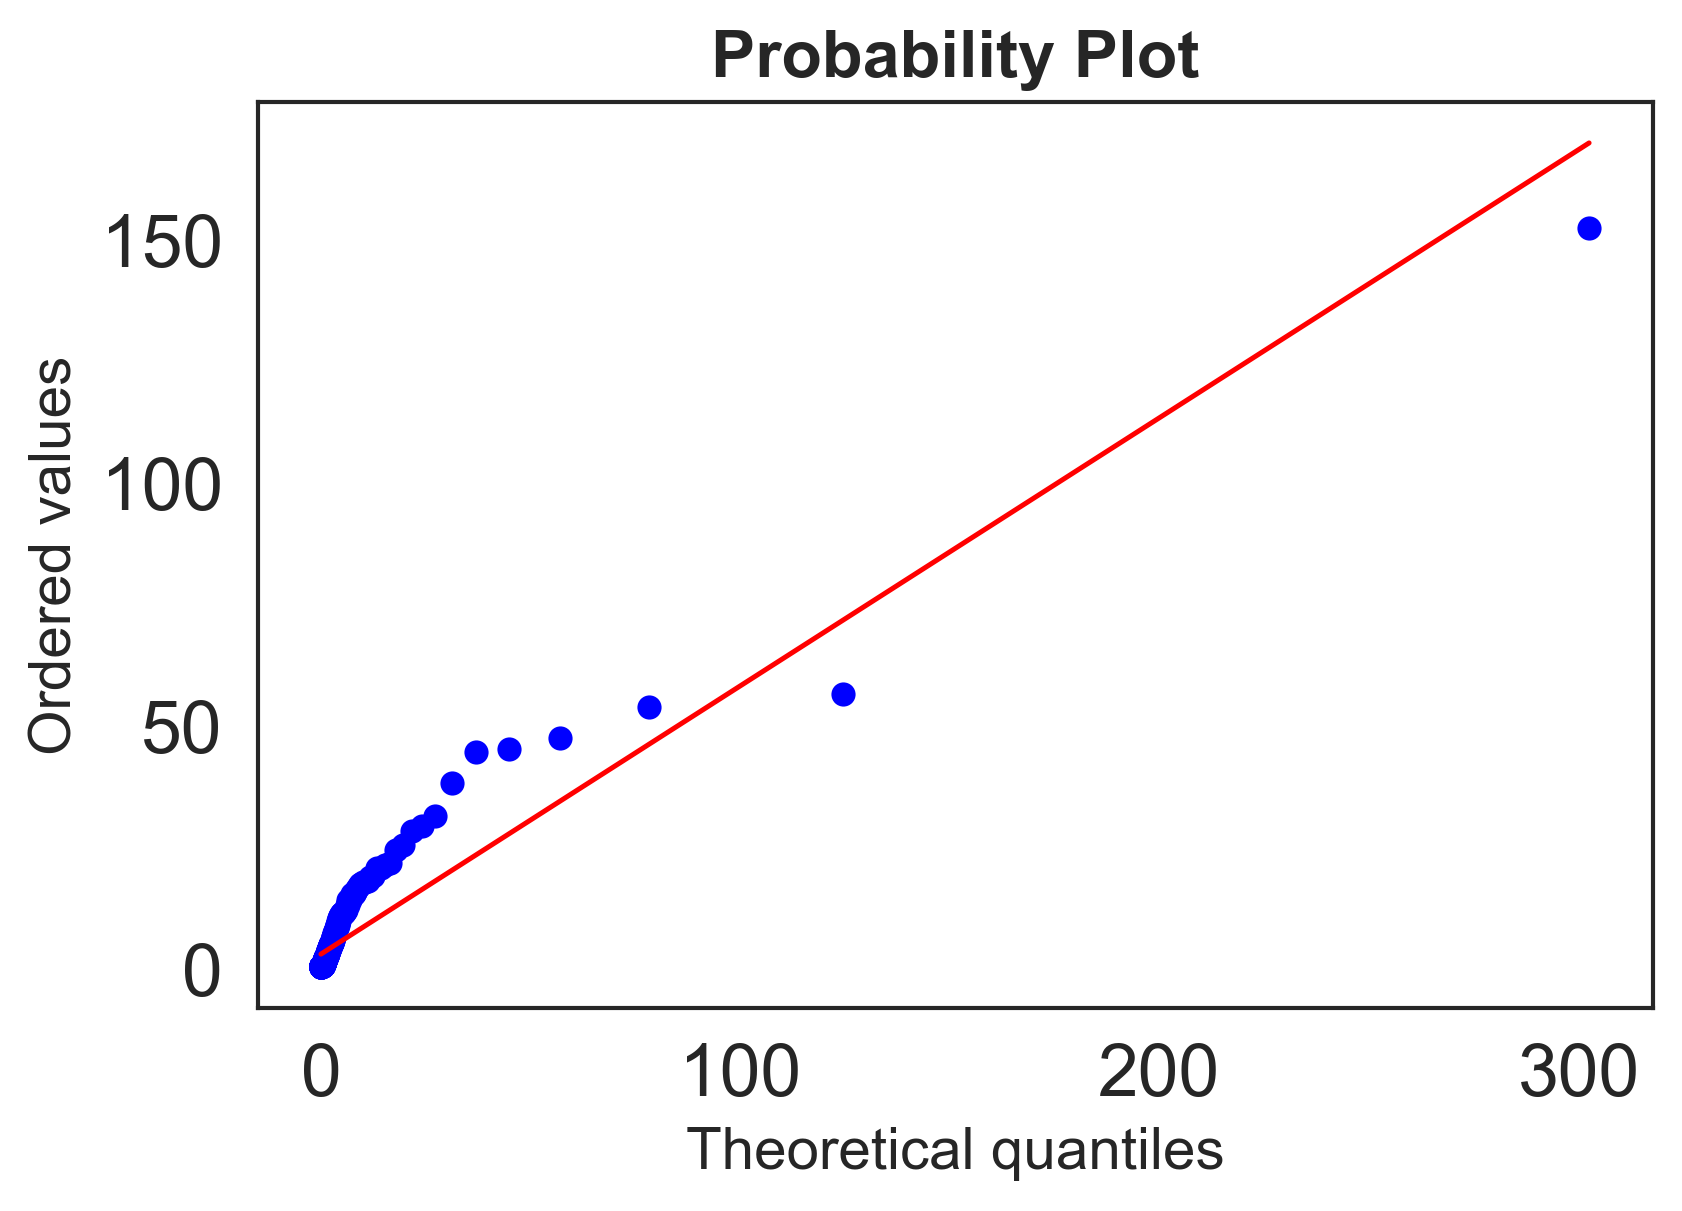 Probability Plot
150
100
50
0
Ordered values
0 100 200 300
Theoretical quantiles